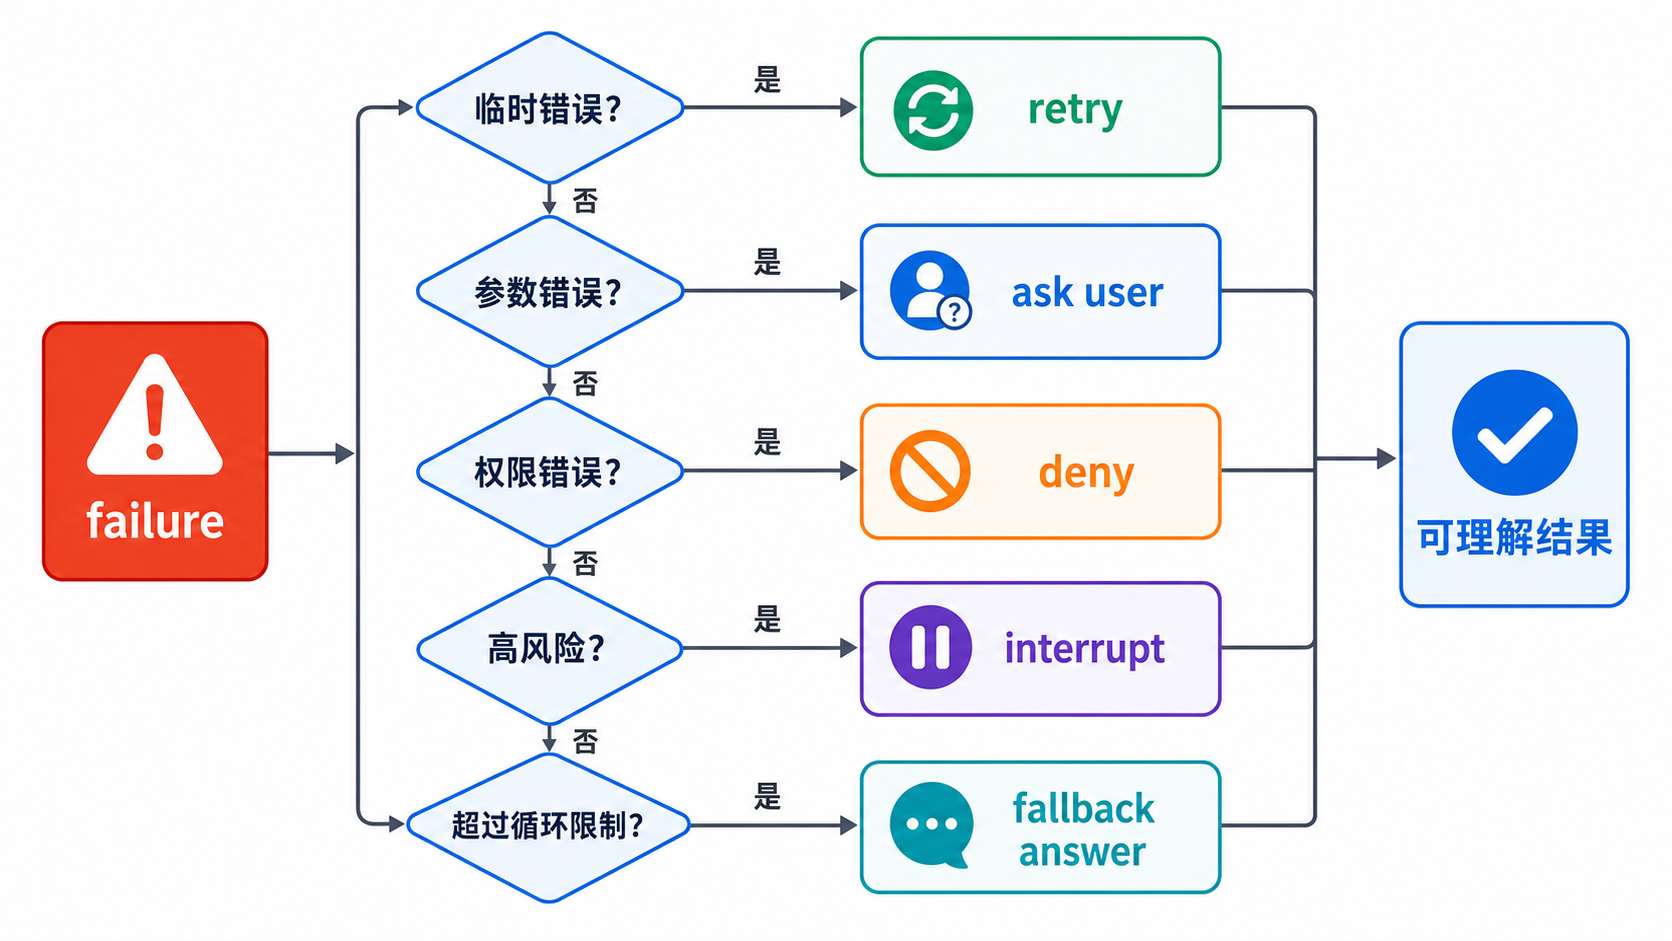 failure
临时错误?
是
retry
否
参数错误?
是
ask user
?
否
权限错误?
是
deny
否
高风险?
是
interrupt
否
超过循环限制?
是
fallback
answer
可理解结果